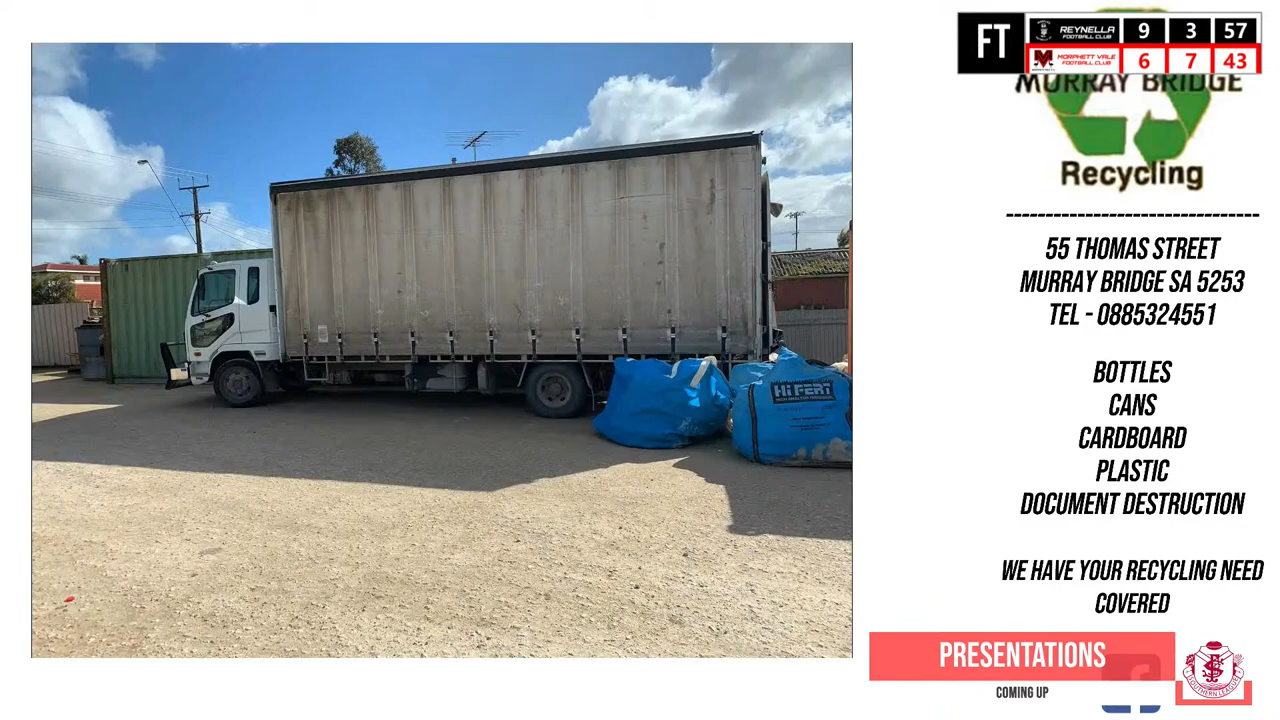 FT
REYNELLA
FOOTBALL CLUB
9 3 57
MORPHETT VALE
FOOTBALL CLUB
6 7 43
MURRAY BRIDGE
Recycling
--------------------------------
55 THOMAS STREET
MURRAY BRIDGE SA 5253
TEL - 0885324551
BOTTLES
CANS
CARDBOARD
PLASTIC
DOCUMENT DESTRUCTION
WE HAVE YOUR RECYCLING NEED
COVERED
Hi FERT
PRESENTATIONS
COMING UP
SOUTHERN LEAGUE